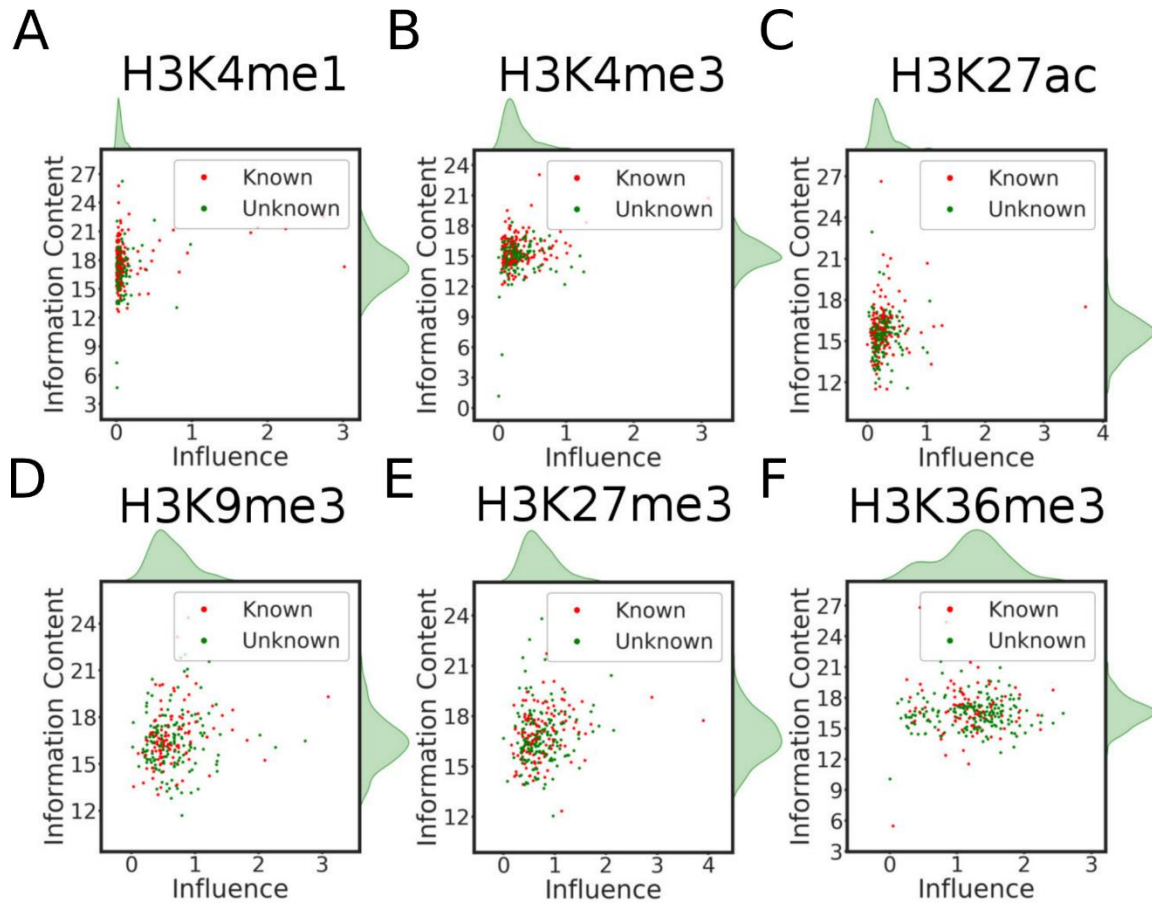 A
H3K4me1
Information Content
27
24
21
18
15
12
9
6
3
Known
Unknown
0 1 2 3
Influence
B
H3K4me3
Information Content
24
21
18
15
12
9
6
3
0
Known
Unknown
0 1 2 3
Influence
C
H3K27ac
Information Content
27
24
21
18
15
12
Known
Unknown
0 1 2 3 4
Influence
D
H3K9me3
Information Content
24
21
18
15
12
Known
Unknown
0 1 2 3
Influence
E
H3K27me3
Information Content
24
21
18
15
12
Known
Unknown
0 1 2 3 4
Influence
F
H3K36me3
Information Content
27
24
21
18
15
12
9
6
3
Known
Unknown
0 1 2 3
Influence